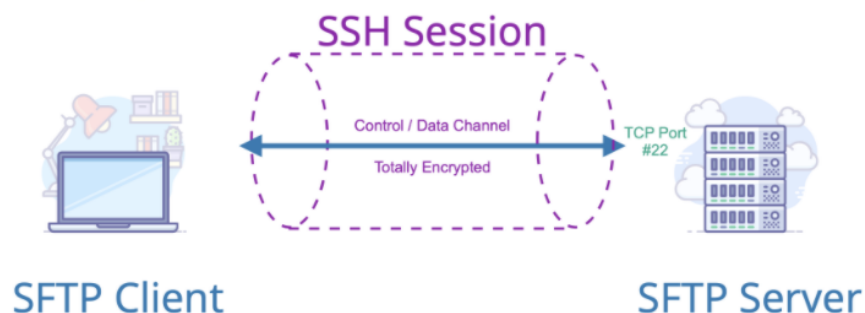 SSH Session
Control / Data Channel
Totally Encrypted
TCP Port
#22
SFTP Client
SFTP Server